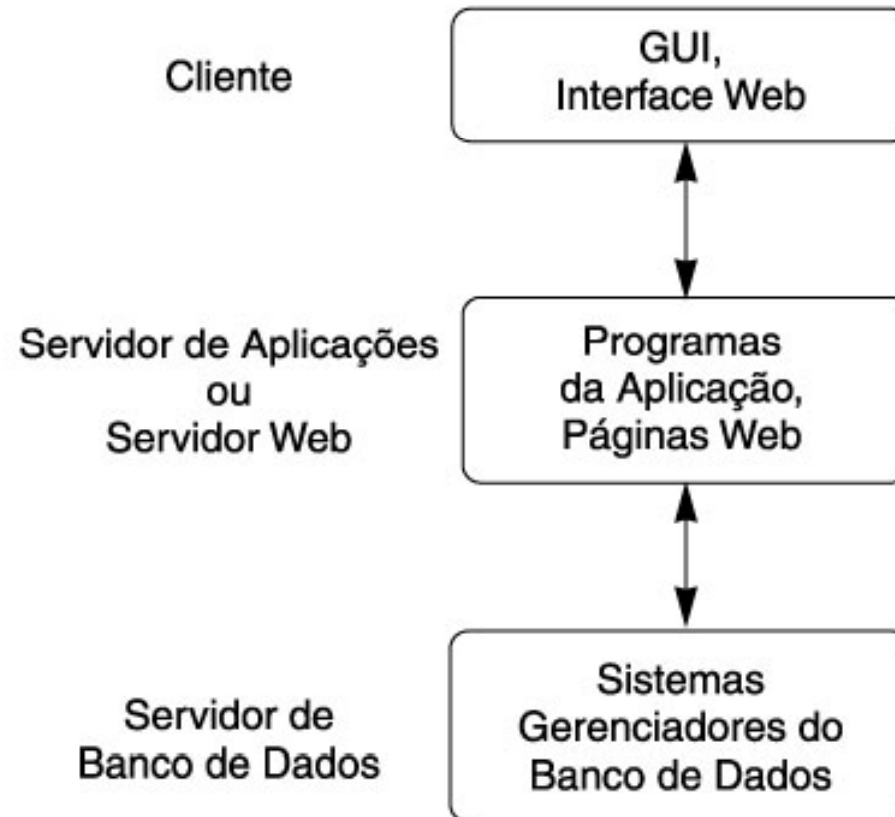 Cliente
GUI,
Interface Web
Servidor de Aplicações
ou
Servidor Web
Programas
da Aplicação,
Páginas Web
Servidor de
Banco de Dados
Sistemas
Gerenciadores do
Banco de Dados